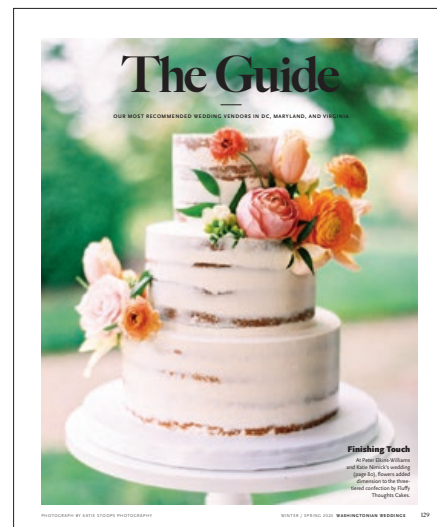 The Guide
OUR MOST RECOMMENDED WEDDING VENDORS IN DC, MARYLAND, AND VIRGINIA
Finishing Touch
At Peter Elkins-Williams
and Katie Nimick's wedding
(page 80), flowers added
dimension to the three-
tiered confection by Fluffy
Thoughts Cakes.
PHOTOGRAPH BY KATIE STOOPS PHOTOGRAPHY
WINTER / SPRING 2020 WASHINGTONIAN WEDDINGS 129